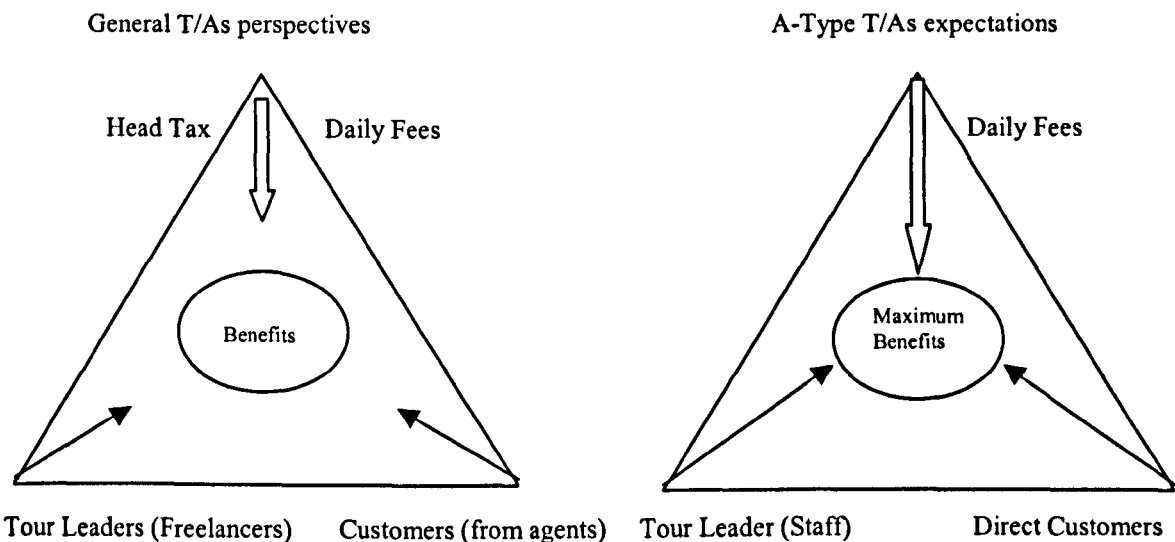 General T/As perspectives
A-Type T/As expectations
Head Tax
Daily Fees
Daily Fees
Benefits
Maximum
Benefits
Tour Leaders (Freelancers)
Customers (from agents)
Tour Leader (Staff)
Direct Customers